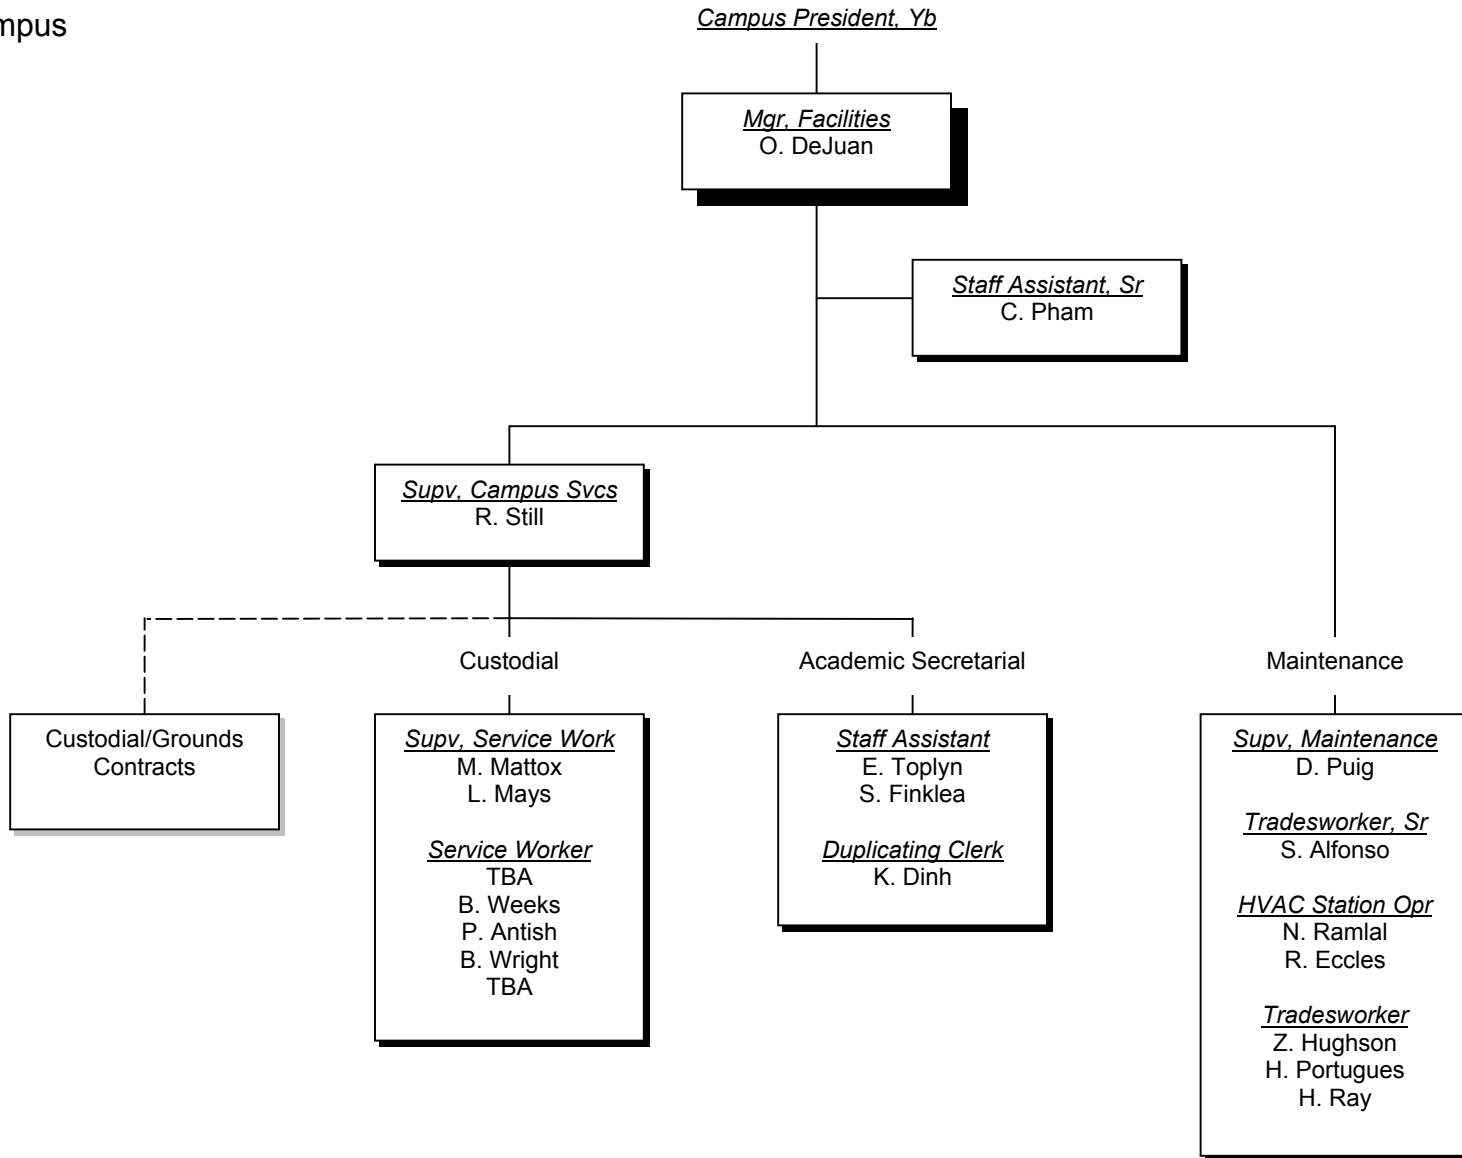 mpus
Campus President, Yb
Mgr, Facilities
O. DeJuan
Staff Assistant, Sr
C. Pham
Supv, Campus Svcs
R. Still
Custodial
Academic Secretarial
Maintenance
Custodial/Grounds
Contracts
Supv, Service Work
M. Mattox
L. Mays
Service Worker
TBA
B. Weeks
P. Antish
B. Wright
TBA
Staff Assistant
E. Toplyn
S. Finklea
Duplicating Clerk
K. Dinh
Supv, Maintenance
D. Puig
Tradesworker, Sr
S. Alfonso
HVAC Station Opr
N. Ramlal
R. Eccles
Tradesworker
Z. Hughson
H. Portugues
H. Ray